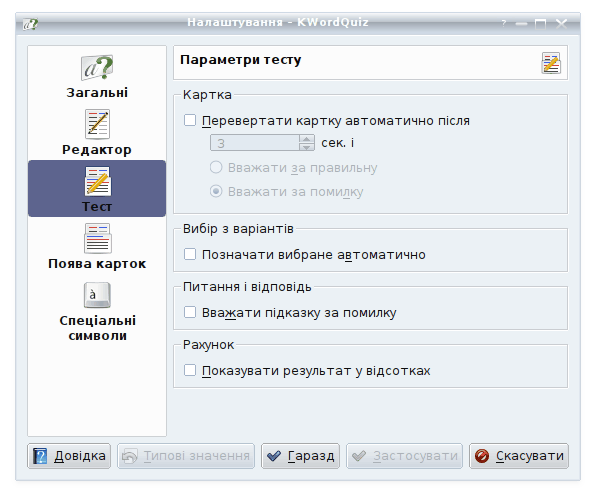 Налаштування - KWordQuiz
Загальні
Редактор
Тест
Поява карток
Спеціальні
символи
Параметри тесту
Картка
Перевертати картку автоматично після
3 сек. і
Вважати за правильну
Вважати за помилку
Вибір з варіантів
Позначати вибране автоматично
Питання і відповідь
Вважати підказку за помилку
Рахунок
Показувати результат у відсотках
Довідка
Типові значення
Гаразд
Застосувати
Скасувати